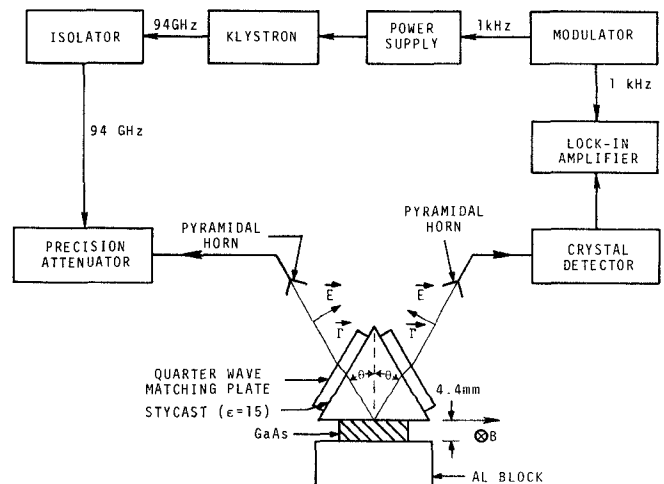 ISOLATOR
94GHz
KLYSTRON
POWER
SUPPLY
1kHz
MODULATOR
1 kHz
94 GHz
LOCK-IN
AMPLIFIER
PRECISION
ATTENUATOR
PYRAMIDAL
HORN
PYRAMIDAL
HORN
CRYSTAL
DETECTOR
E
E
Γ
Γ
QUARTER WAVE
MATCHING PLATE
θ
θ
4.4mm
STYCAST (ε=15)
GaAs
⊗B
AL BLOCK